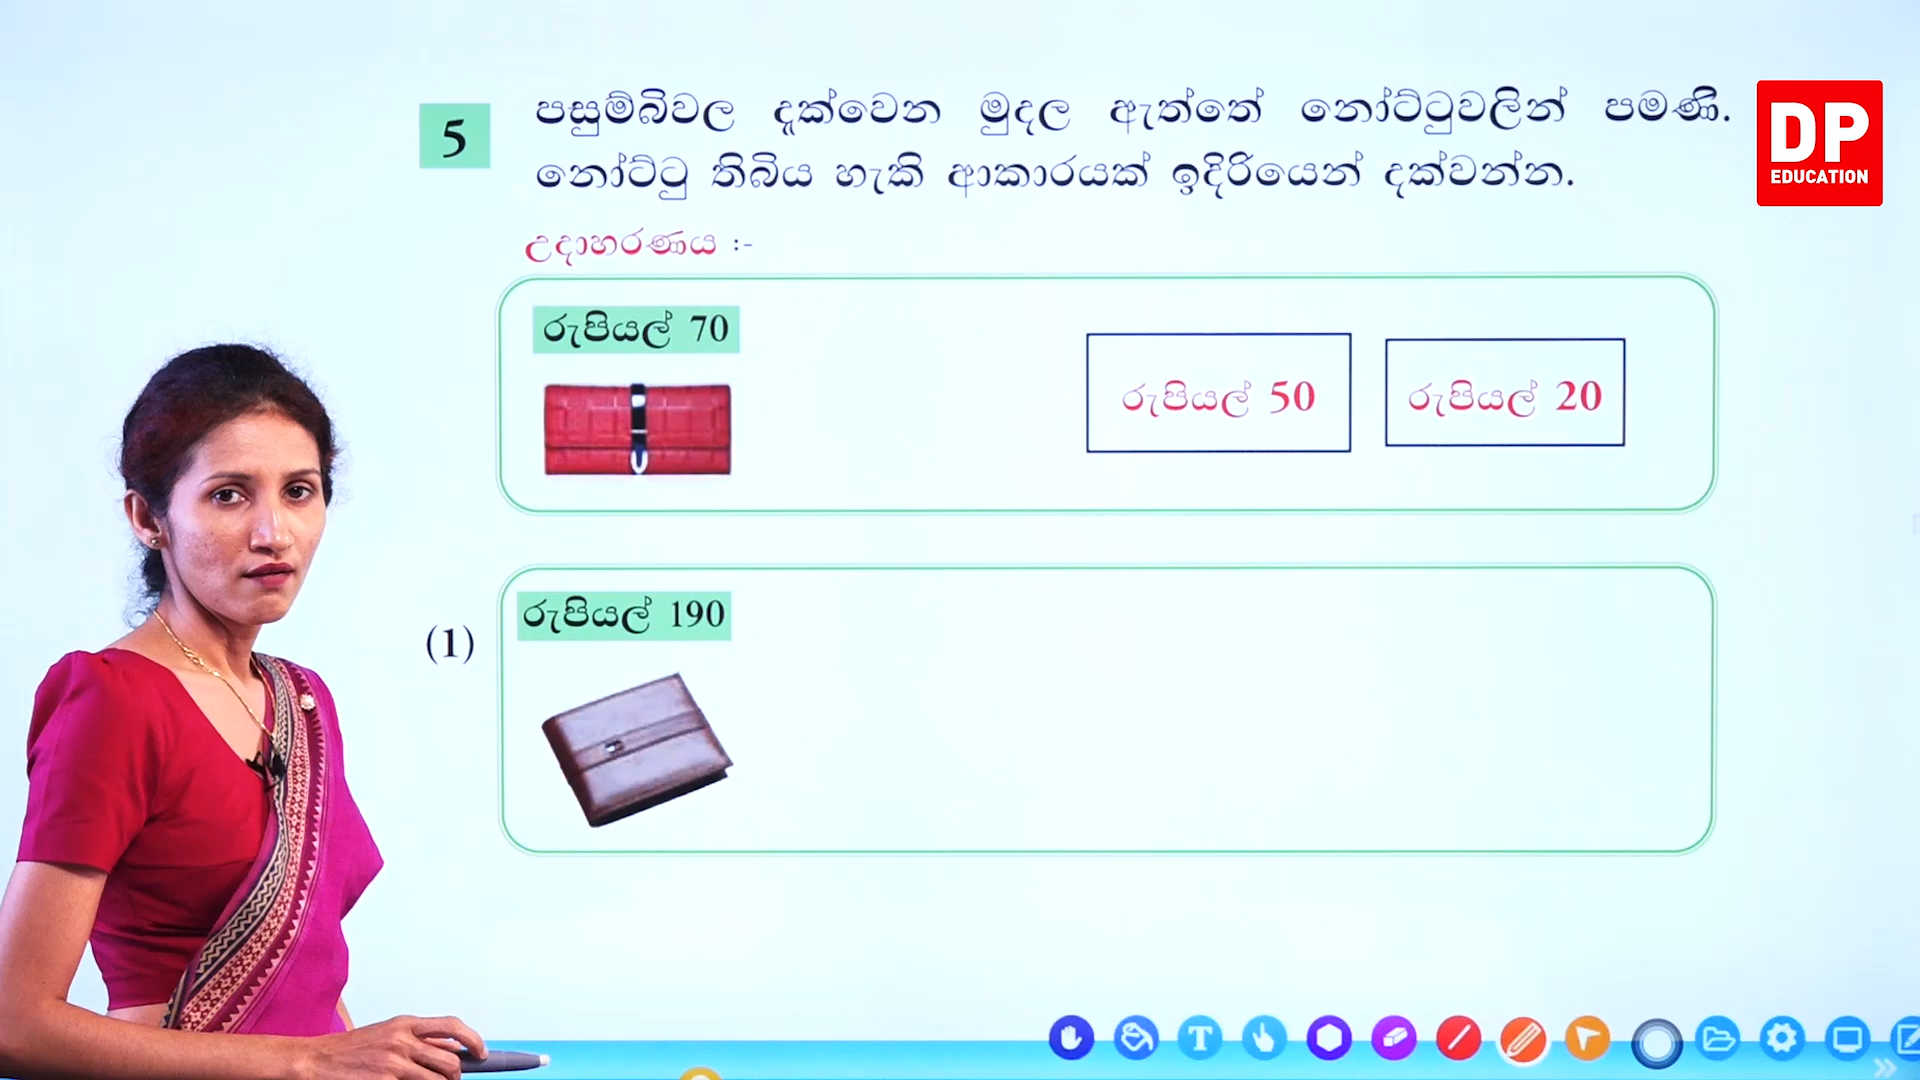 5
පසුම්බිවල දැක්වෙන මුදල ඇත්තේ නෝට්ටුවලින් පමණි.
නෝට්ටු තිබිය හැකි ආකාරයක් ඉදිරියෙන් දක්වන්න.
DP
EDUCATION
උදාහරණය :-
රුපියල් 70
රුපියල් 50
රුපියල් 20
(1)
රුපියල් 190